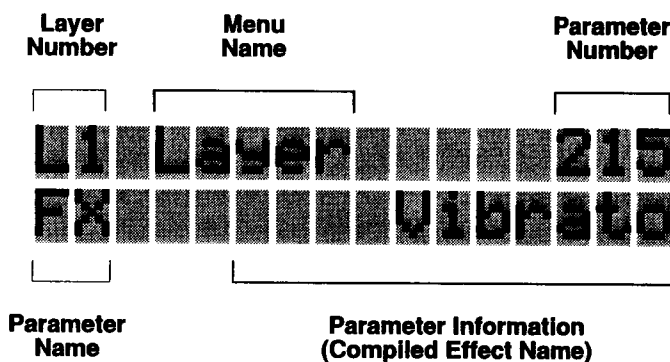 Layer Number
Menu Name
Parameter Number
L1 Layer 215
Fx Vibrato
Parameter Name
Parameter Information
(Compiled Effect Name)